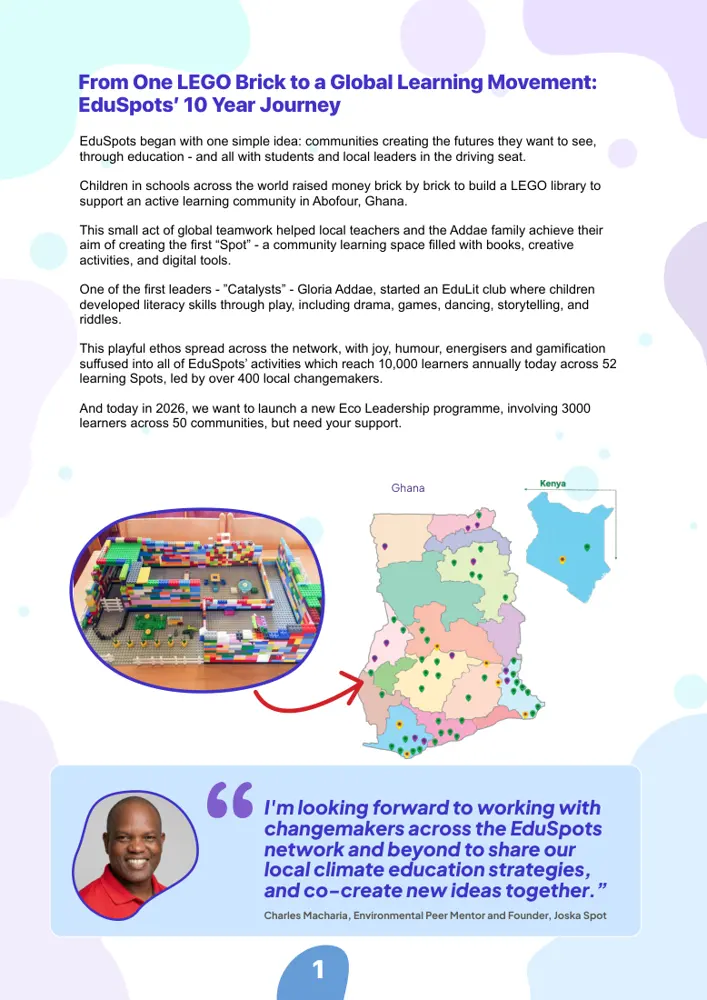 From One LEGO Brick to a Global Learning Movement:
EduSpots’ 10 Year Journey
EduSpots began with one simple idea: communities creating the futures they want to see,
through education - and all with students and local leaders in the driving seat.
Children in schools across the world raised money brick by brick to build a LEGO library to
support an active learning community in Abofour, Ghana.
This small act of global teamwork helped local teachers and the Addae family achieve their
aim of creating the first “Spot” - a community learning space filled with books, creative
activities, and digital tools.
One of the first leaders - ”Catalysts” - Gloria Addae, started an EduLit club where children
developed literacy skills through play, including drama, games, dancing, storytelling, and
riddles.
This playful ethos spread across the network, with joy, humour, energisers and gamification
suffused into all of EduSpots’ activities which reach 10,000 learners annually today across 52
learning Spots, led by over 400 local changemakers.
And today in 2026, we want to launch a new Eco Leadership programme, involving 3000
learners across 50 communities, but need your support.
Ghana
Kenya
“
I'm looking forward to working with
changemakers across the EduSpots
network and beyond to share our
local climate education strategies,
and co-create new ideas together.”
Charles Macharia, Environmental Peer Mentor and Founder, Joska Spot
1